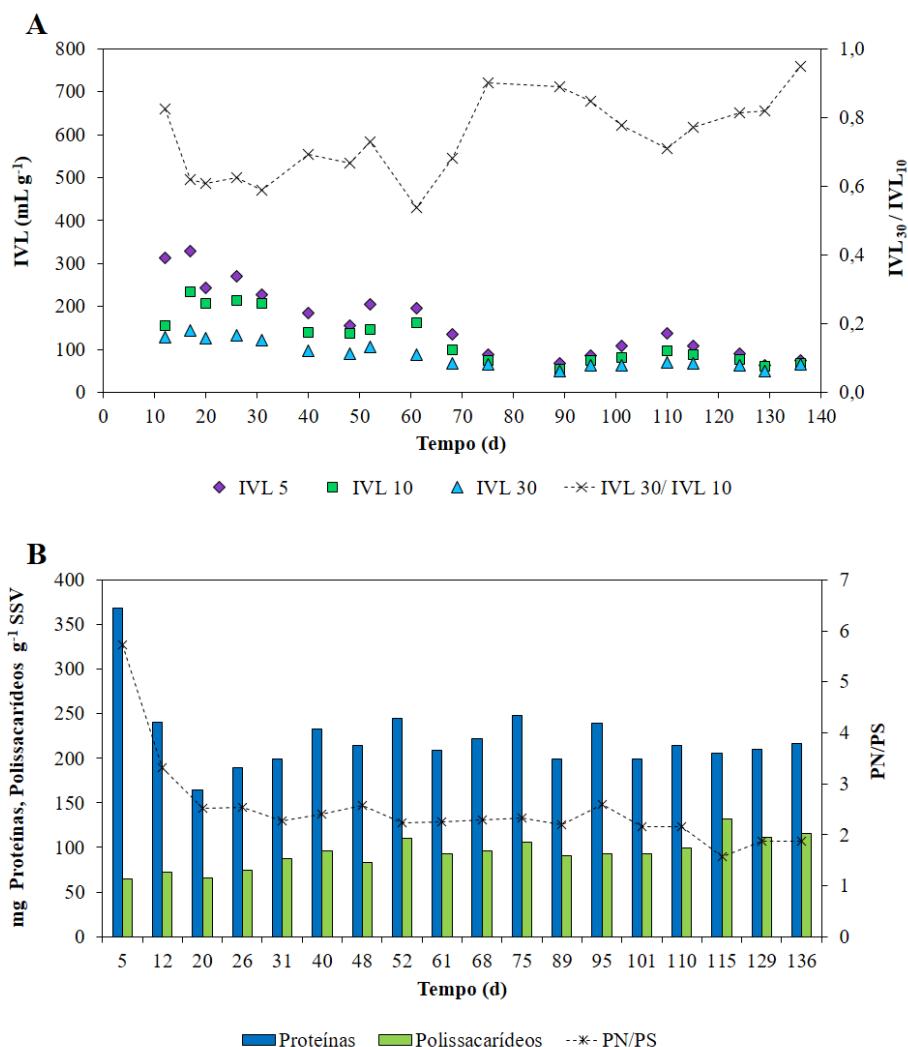 A
IVL (mL g⁻¹)
800
700
600
500
400
300
200
100
0
1,0
0,8
0,6
0,4
0,2
0,0
IVL₃₀ / IVL₁₀
0 10 20 30 40 50 60 70 80 90 100 110 120 130 140
Tempo (d)
IVL 5 IVL 10 IVL 30 IVL 30/ IVL 10
B
mg Proteínas, Polissacarídeos g⁻¹ SSV
400
350
300
250
200
150
100
50
0
7
6
5
4
3
2
1
0
PN/PS
5 12 20 26 31 40 48 52 61 68 75 89 95 101 110 115 129 136
Tempo (d)
Proteínas Polissacarídeos PN/PS